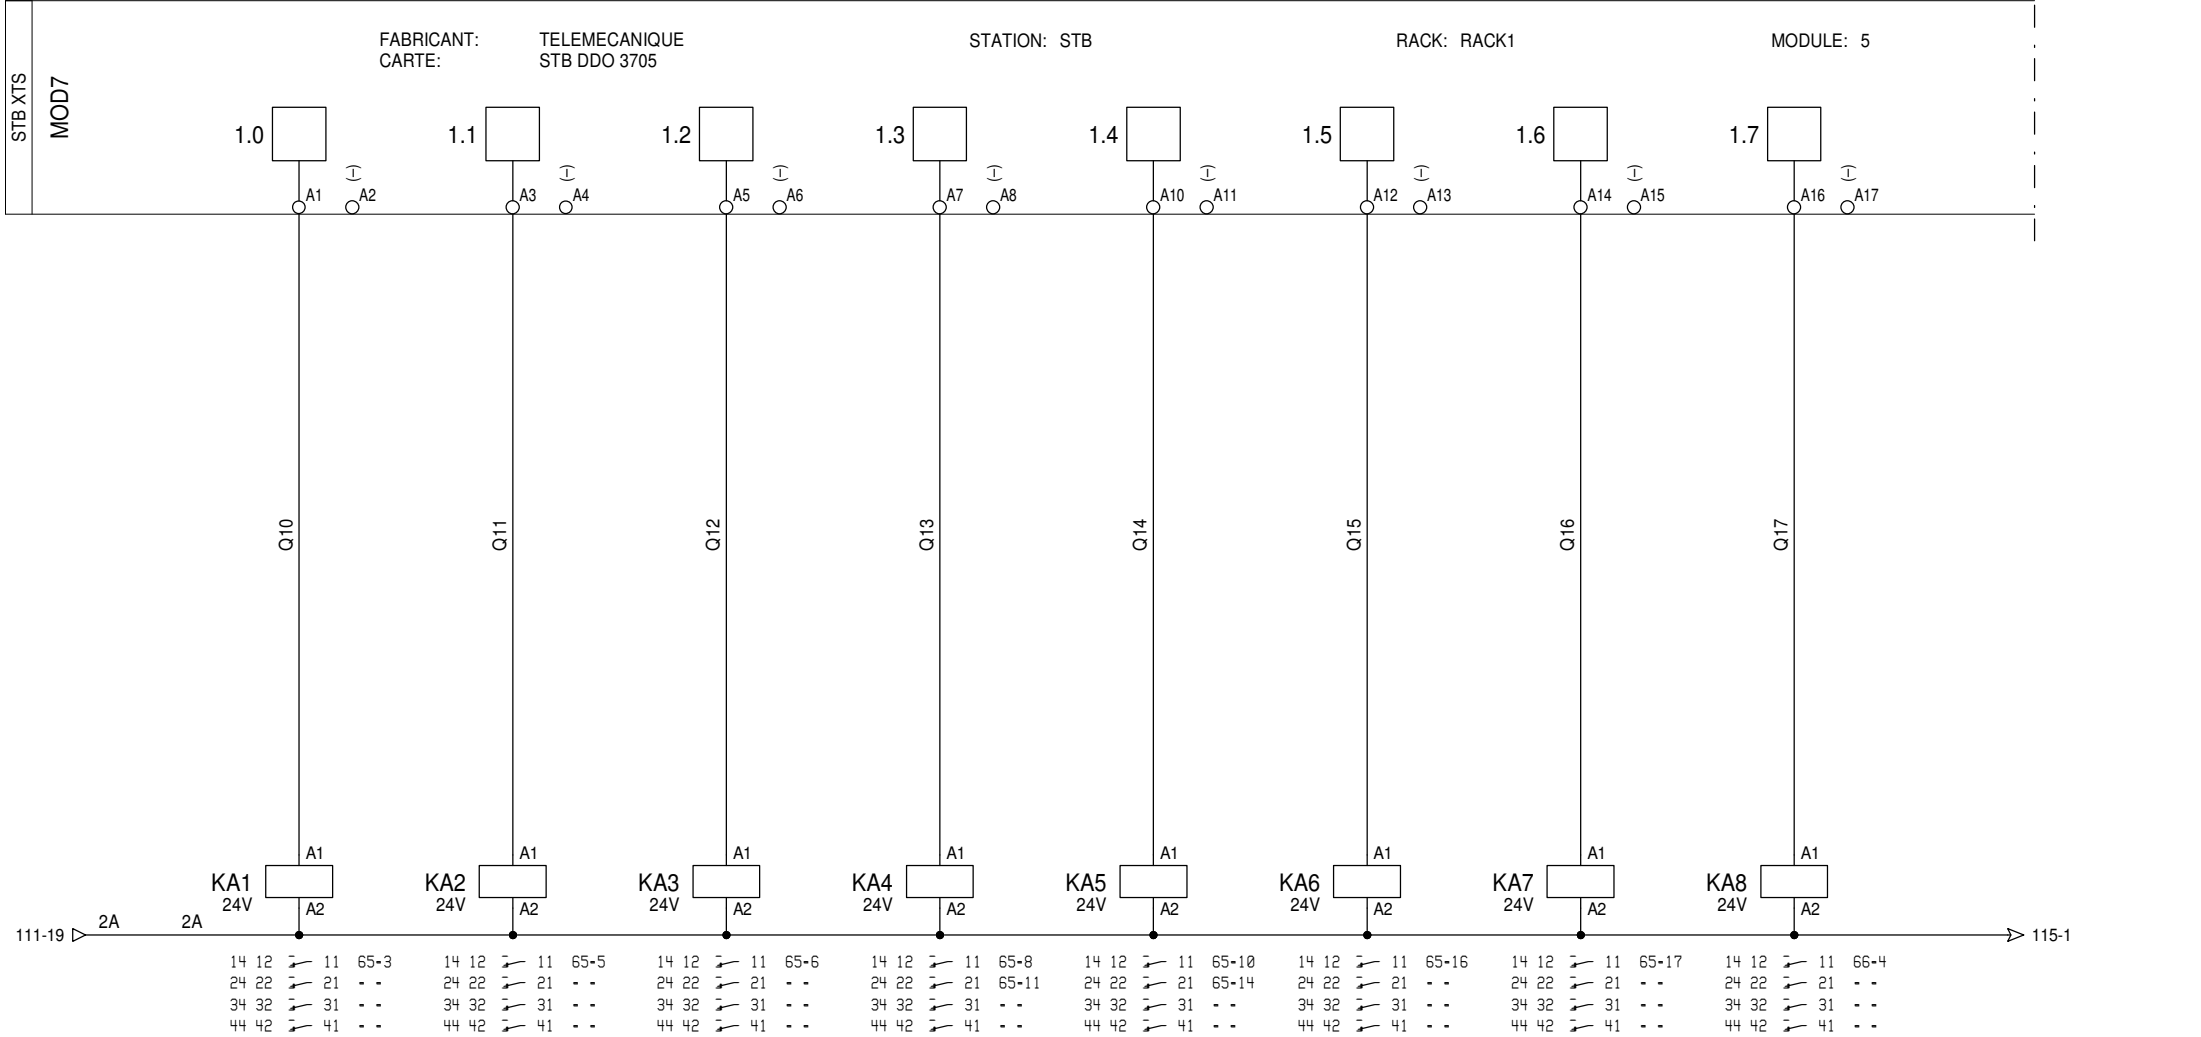 FABRICANT: TELEMECANIQUE STATION: STB RACK: RACK1 MODULE: 5
CARTE: STB DDO 3705
STB XTS
MOD7
1.0 1.1 1.2 1.3 1.4 1.5 1.6 1.7
(-) (-) (-) (-) (-) (-) (-) (-)
A1 A2 A3 A4 A5 A6 A7 A8 A10 A11 A12 A13 A14 A15 A16 A17
Q10 Q11 Q12 Q13 Q14 Q15 Q16 Q17
A1 A1 A1 A1 A1 A1 A1 A1
KA1 KA2 KA3 KA4 KA5 KA6 KA7 KA8
24V 24V 24V 24V 24V 24V 24V 24V
A2 A2 A2 A2 A2 A2 A2 A2
2A 2A
111-19 115-1
14 12 11 65-3 14 12 11 65-5 14 12 11 65-6 14 12 11 65-8 14 12 11 65-10 14 12 11 65-16 14 12 11 65-17 14 12 11 66-4
24 22 21 - - 24 22 21 - - 24 22 21 - - 24 22 21 65-11 24 22 21 65-14 24 22 21 - - 24 22 21 - - 24 22 21 - -
34 32 31 - - 34 32 31 - - 34 32 31 - - 34 32 31 - - 34 32 31 - - 34 32 31 - - 34 32 31 - - 34 32 31 - -
44 42 41 - - 44 42 41 - - 44 42 41 - - 44 42 41 - - 44 42 41 - - 44 42 41 - - 44 42 41 - - 44 42 41 - -